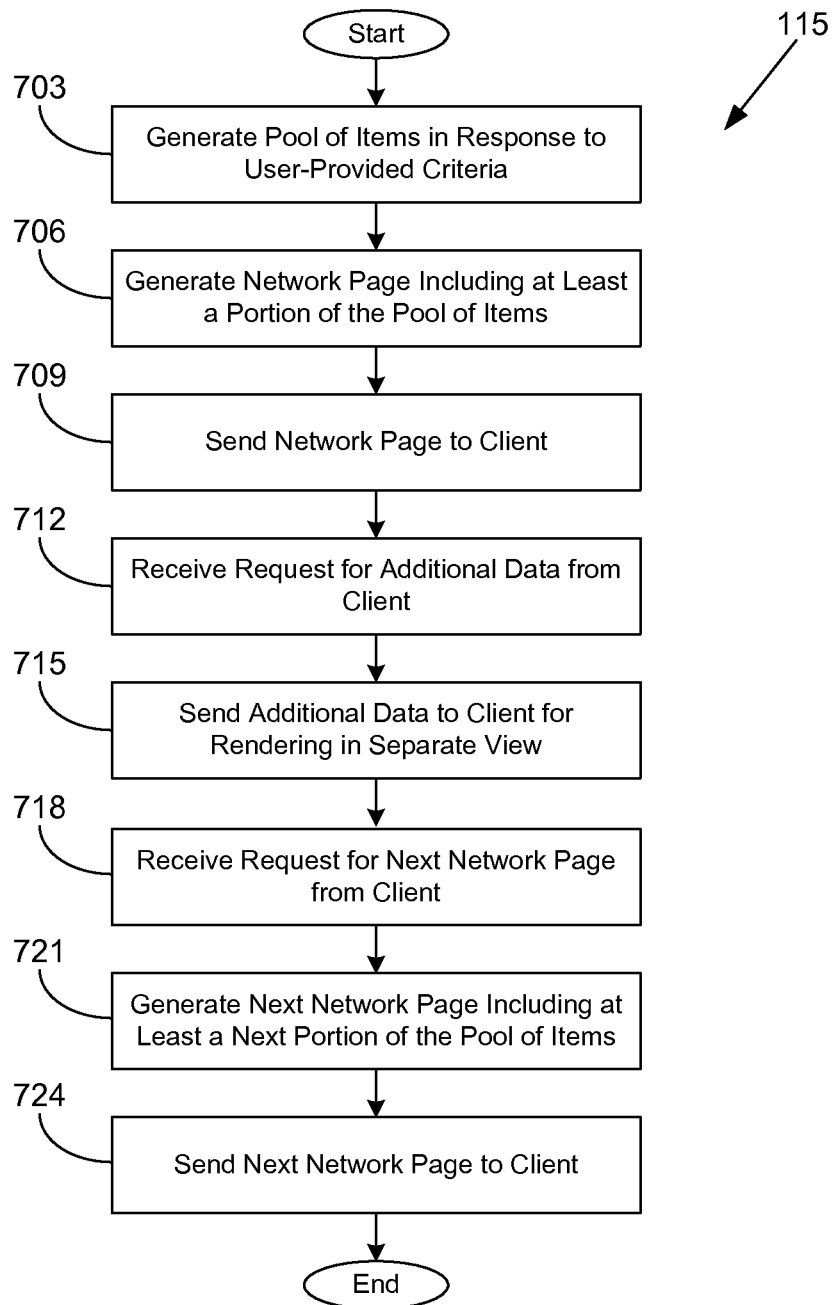 Start
115
703
Generate Pool of Items in Response to
User-Provided Criteria
706
Generate Network Page Including at Least
a Portion of the Pool of Items
709
Send Network Page to Client
712
Receive Request for Additional Data from
Client
715
Send Additional Data to Client for
Rendering in Separate View
718
Receive Request for Next Network Page
from Client
721
Generate Next Network Page Including at
Least a Next Portion of the Pool of Items
724
Send Next Network Page to Client
End